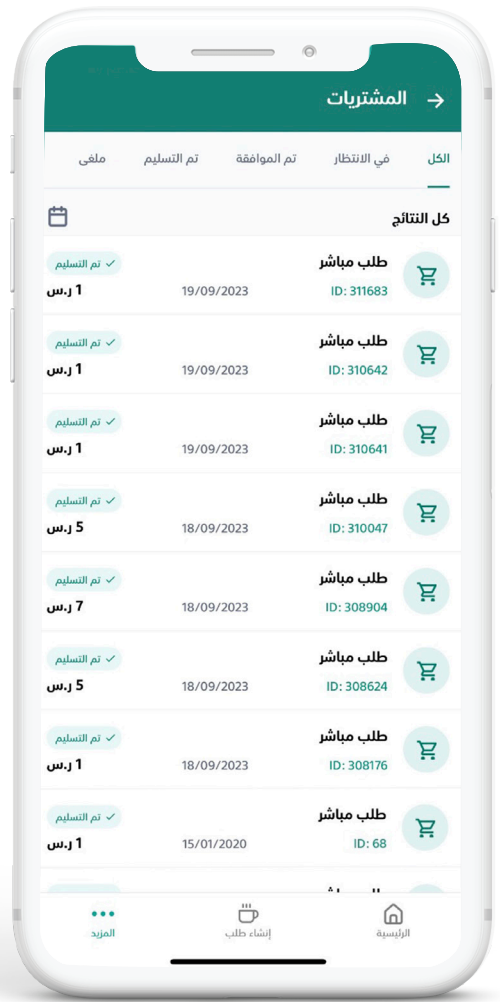 المشتريات
الكل في الانتظار تم الموافقة تم التسليم ملغى
كل النتائج
طلب مباشر تم التسليم
ID: 311683 19/09/2023 1 ر.س
طلب مباشر تم التسليم
ID: 310642 19/09/2023 1 ر.س
طلب مباشر تم التسليم
ID: 310641 19/09/2023 1 ر.س
طلب مباشر تم التسليم
ID: 310047 18/09/2023 5 ر.س
طلب مباشر تم التسليم
ID: 308904 18/09/2023 7 ر.س
طلب مباشر تم التسليم
ID: 308624 18/09/2023 5 ر.س
طلب مباشر تم التسليم
ID: 308176 18/09/2023 1 ر.س
طلب مباشر تم التسليم
ID: 68 15/01/2020 1 ر.س
الرئيسية إنشاء طلب المزيد